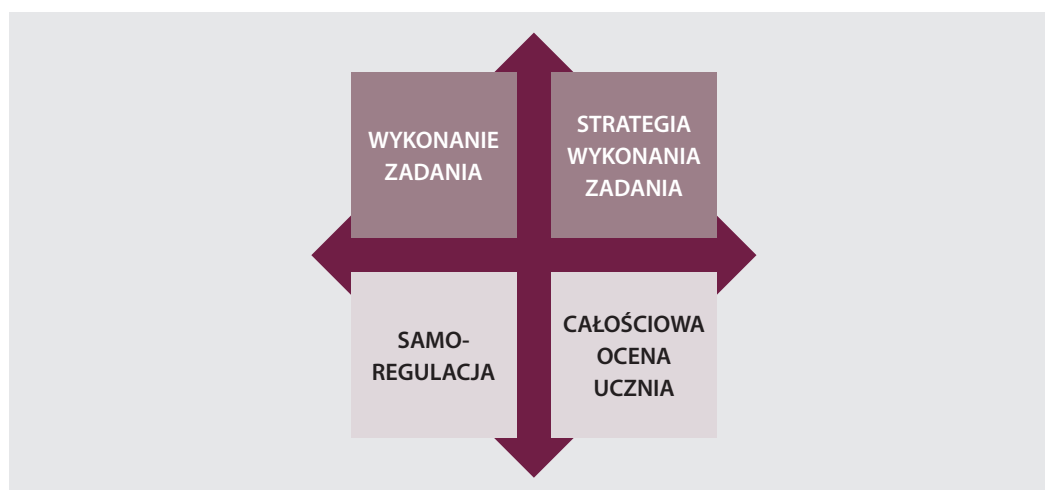 WYKONANIE
ZADANIA
STRATEGIA
WYKONANIA
ZADANIA
SAMO-
REGULACJA
CAŁOŚCIOWA
OCENA
UCZNIA